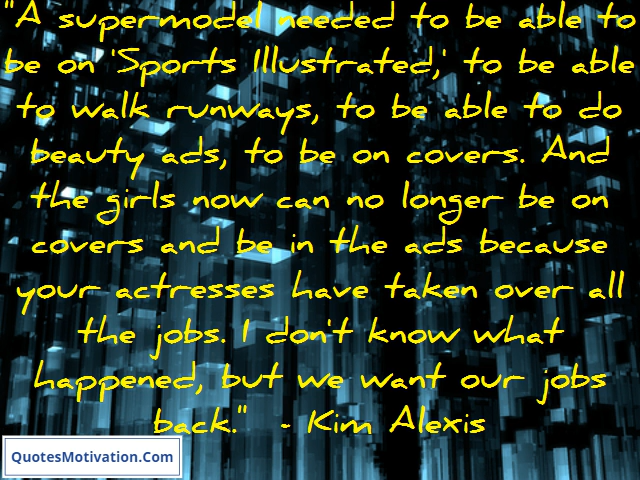 "A supermodel needed to be able to
be on 'Sports Illustrated,' to be able
to walk runways, to be able to do
beauty ads, to be on covers. And
the girls now can no longer be on
covers and be in the ads because
your actresses have taken over all
the jobs. I don't know what
happened, but we want our jobs
back." - Kim Alexis
QuotesMotivation.Com